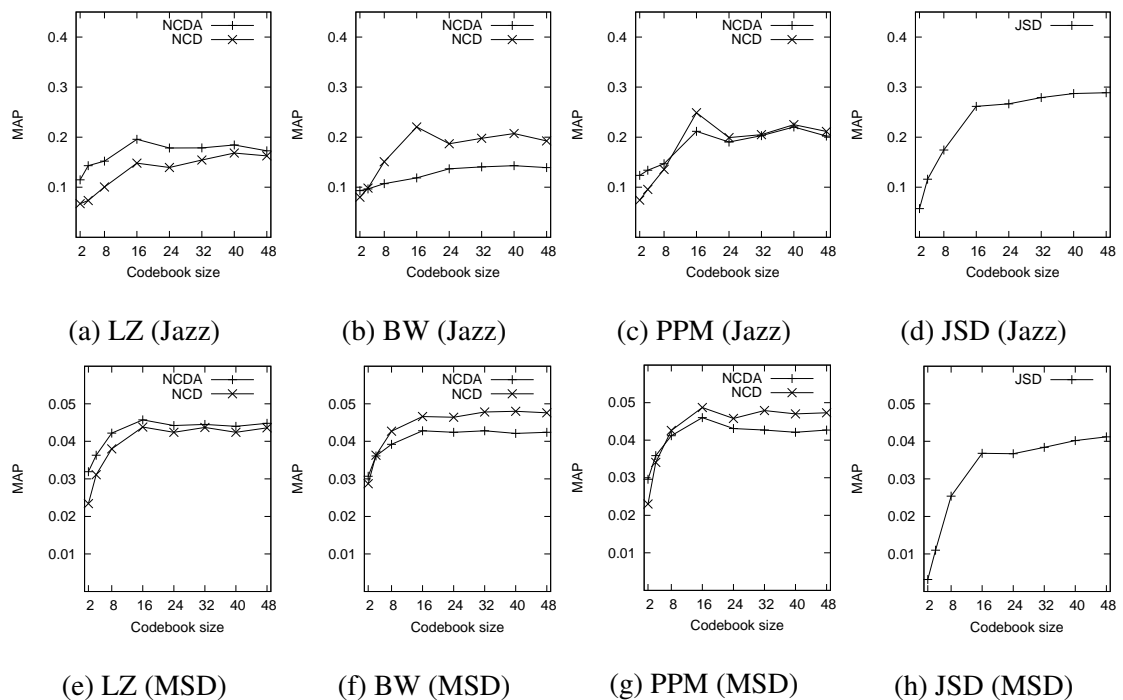 NCDA
NCD
0.4
0.3
0.2
0.1
MAP
2 8 16 24 32 40 48
Codebook size
(a) LZ (Jazz)
NCDA
NCD
0.4
0.3
0.2
0.1
MAP
2 8 16 24 32 40 48
Codebook size
(b) BW (Jazz)
NCDA
NCD
0.4
0.3
0.2
0.1
MAP
2 8 16 24 32 40 48
Codebook size
(c) PPM (Jazz)
JSD
0.4
0.3
0.2
0.1
MAP
2 8 16 24 32 40 48
Codebook size
(d) JSD (Jazz)
NCDA
NCD
0.05
0.04
0.03
0.02
0.01
MAP
2 8 16 24 32 40 48
Codebook size
(e) LZ (MSD)
NCDA
NCD
0.05
0.04
0.03
0.02
0.01
MAP
2 8 16 24 32 40 48
Codebook size
(f) BW (MSD)
NCDA
NCD
0.05
0.04
0.03
0.02
0.01
MAP
2 8 16 24 32 40 48
Codebook size
(g) PPM (MSD)
JSD
0.05
0.04
0.03
0.02
0.01
MAP
2 8 16 24 32 40 48
Codebook size
(h) JSD (MSD)